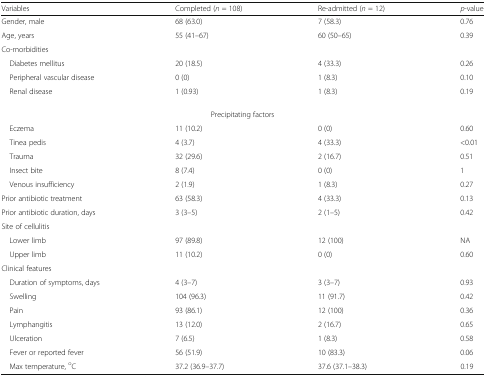 Variables Completed (n = 108) Re-admitted (n = 12) p-value
Gender, male 68 (63.0) 7 (58.3) 0.76
Age, years 55 (41–67) 60 (50–65) 0.39
Co-morbidities
Diabetes mellitus 20 (18.5) 4 (33.3) 0.26
Peripheral vascular disease 0 (0) 1 (8.3) 0.10
Renal disease 1 (0.93) 1 (8.3) 0.19
Precipitating factors
Eczema 11 (10.2) 0 (0) 0.60
Tinea pedis 4 (3.7) 4 (33.3) <0.01
Trauma 32 (29.6) 2 (16.7) 0.51
Insect bite 8 (7.4) 0 (0) 1
Venous insufficiency 2 (1.9) 1 (8.3) 0.27
Prior antibiotic treatment 63 (58.3) 4 (33.3) 0.13
Prior antibiotic duration, days 3 (3–5) 2 (1–5) 0.42
Site of cellulitis
Lower limb 97 (89.8) 12 (100) NA
Upper limb 11 (10.2) 0 (0) 0.60
Clinical features
Duration of symptoms, days 4 (3–7) 3 (3–7) 0.93
Swelling 104 (96.3) 11 (91.7) 0.42
Pain 93 (86.1) 12 (100) 0.36
Lymphangitis 13 (12.0) 2 (16.7) 0.65
Ulceration 7 (6.5) 1 (8.3) 0.58
Fever or reported fever 56 (51.9) 10 (83.3) 0.06
Max temperature, °C 37.2 (36.9–37.7) 37.6 (37.1–38.3) 0.19